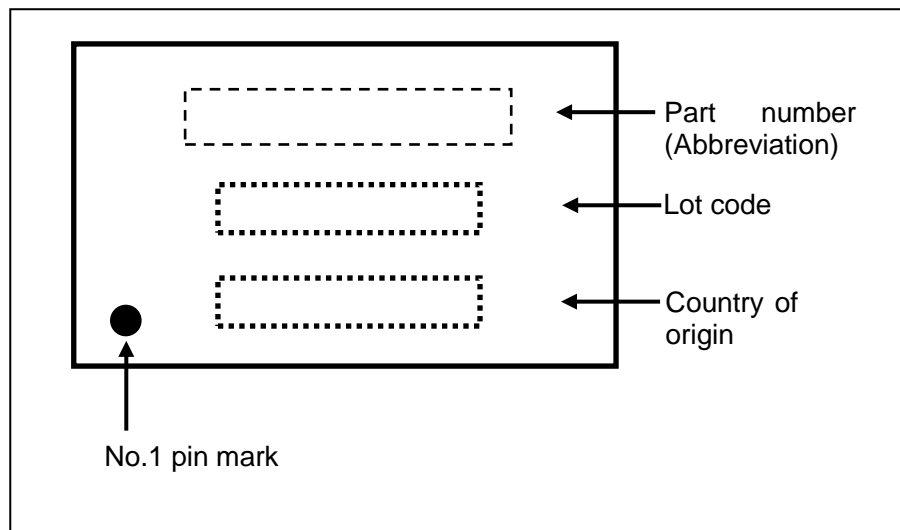 Part number
(Abbreviation)
Lot code
Country of
origin
No.1 pin mark